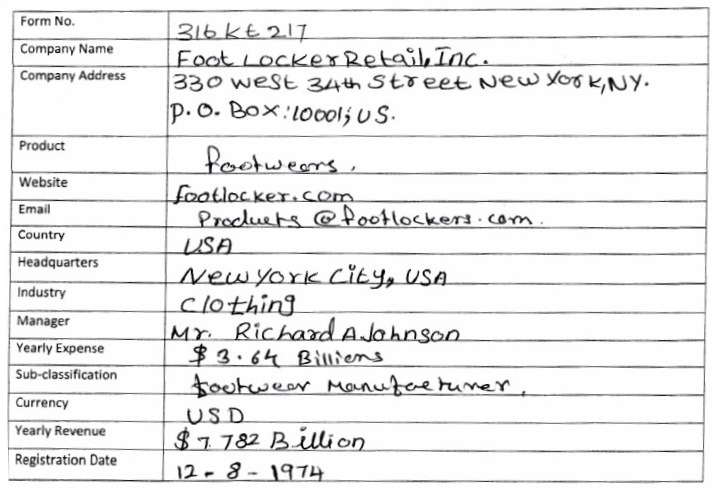 Form No. 316kt217
Company Name Foot Locker Retail, Inc.
Company Address 330 West 34th Street New York, NY.
P.O. Box:10001; US.
Product footwears,
Website footlocker.com
Email Products@footlockers.com.
Country USA
Headquarters New York City, USA
Industry Clothing
Manager Mr. Richard A Johnson
Yearly Expense $3.64 Billions
Sub-classification footwear Manufacturer,
Currency USD
Yearly Revenue $7.782 Billion
Registration Date 12-8-1974